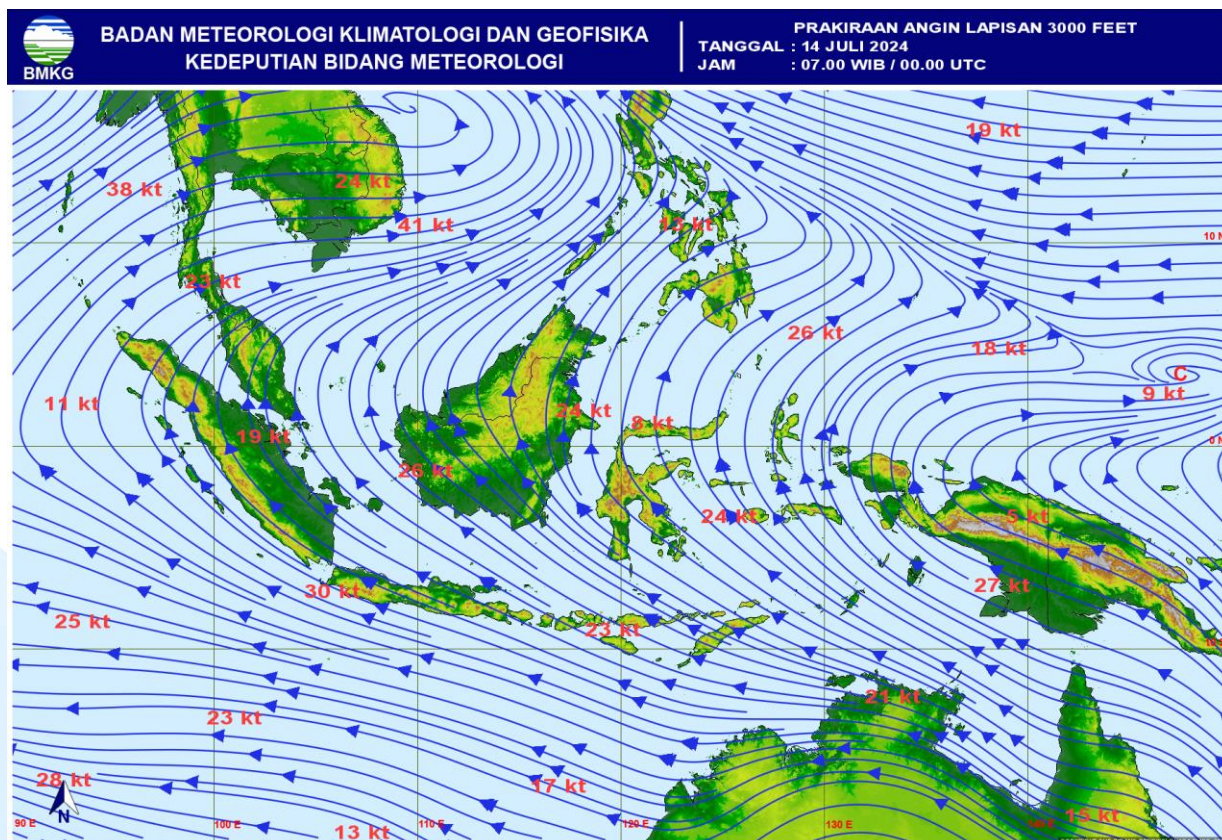 BADAN METEOROLOGI KLIMATOLOGI DAN GEOFISIKA
KEDEPUTIAN BIDANG METEOROLOGI
BMKG
PRAKIRAAN ANGIN LAPISAN 3000 FEET
TANGGAL : 14 JULI 2024
JAM : 07.00 WIB / 00.00 UTC
19 kt
38 kt
24 kt
41 kt
13 kt
10 N
23 kt
26 kt
18 kt
C
9 kt
11 kt
24 kt
8 kt
19 kt
0 N
26 kt
24 kt
5 kt
30 kt
27 kt
25 kt
23 kt
21 kt
23 kt
28 kt
17 kt
15 kt
N
90 E
100 E
110 E
120 E
130 E
140 E
13 kt